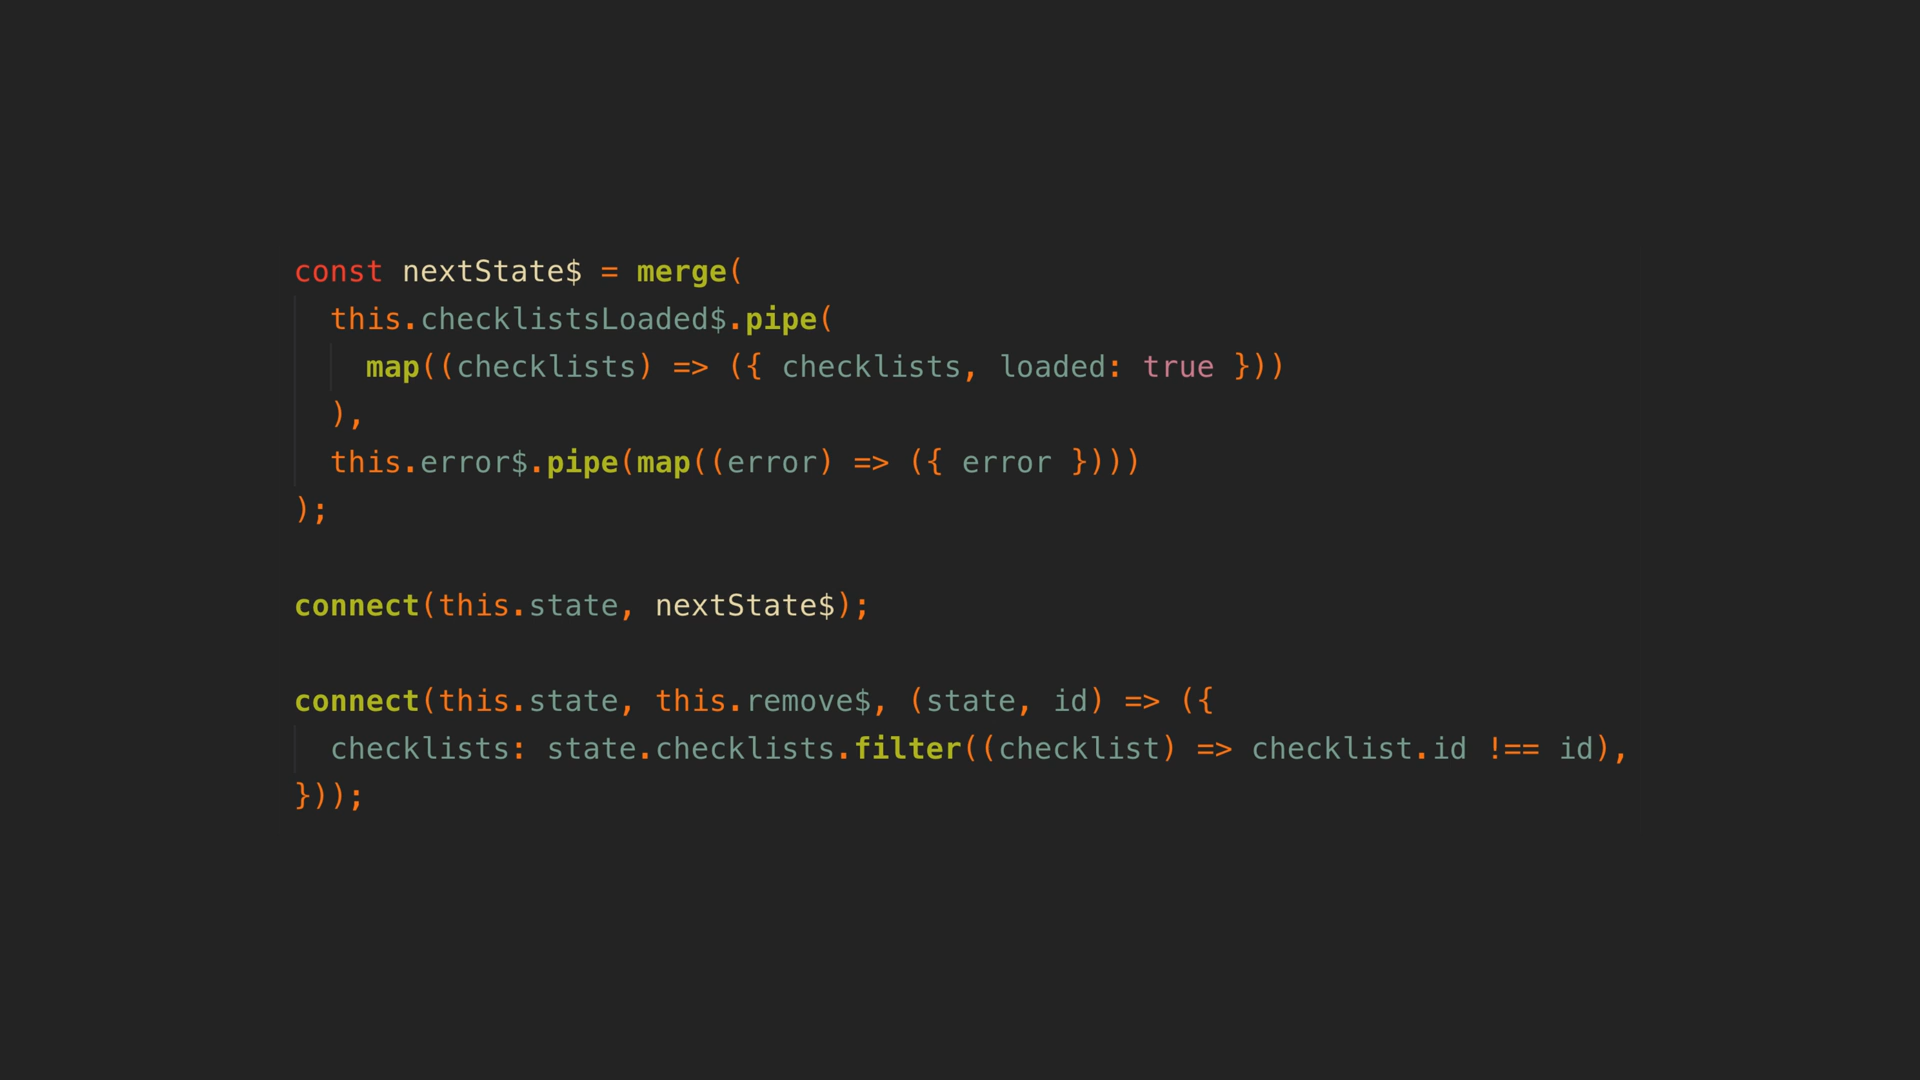 const nextState$ = merge(
  this.checklistsLoaded$.pipe(
    map((checklists) => ({ checklists, loaded: true }))
  ),
  this.error$.pipe(map((error) => ({ error })))
);

connect(this.state, nextState$);

connect(this.state, this.remove$, (state, id) => ({
  checklists: state.checklists.filter((checklist) => checklist.id !== id),
}));